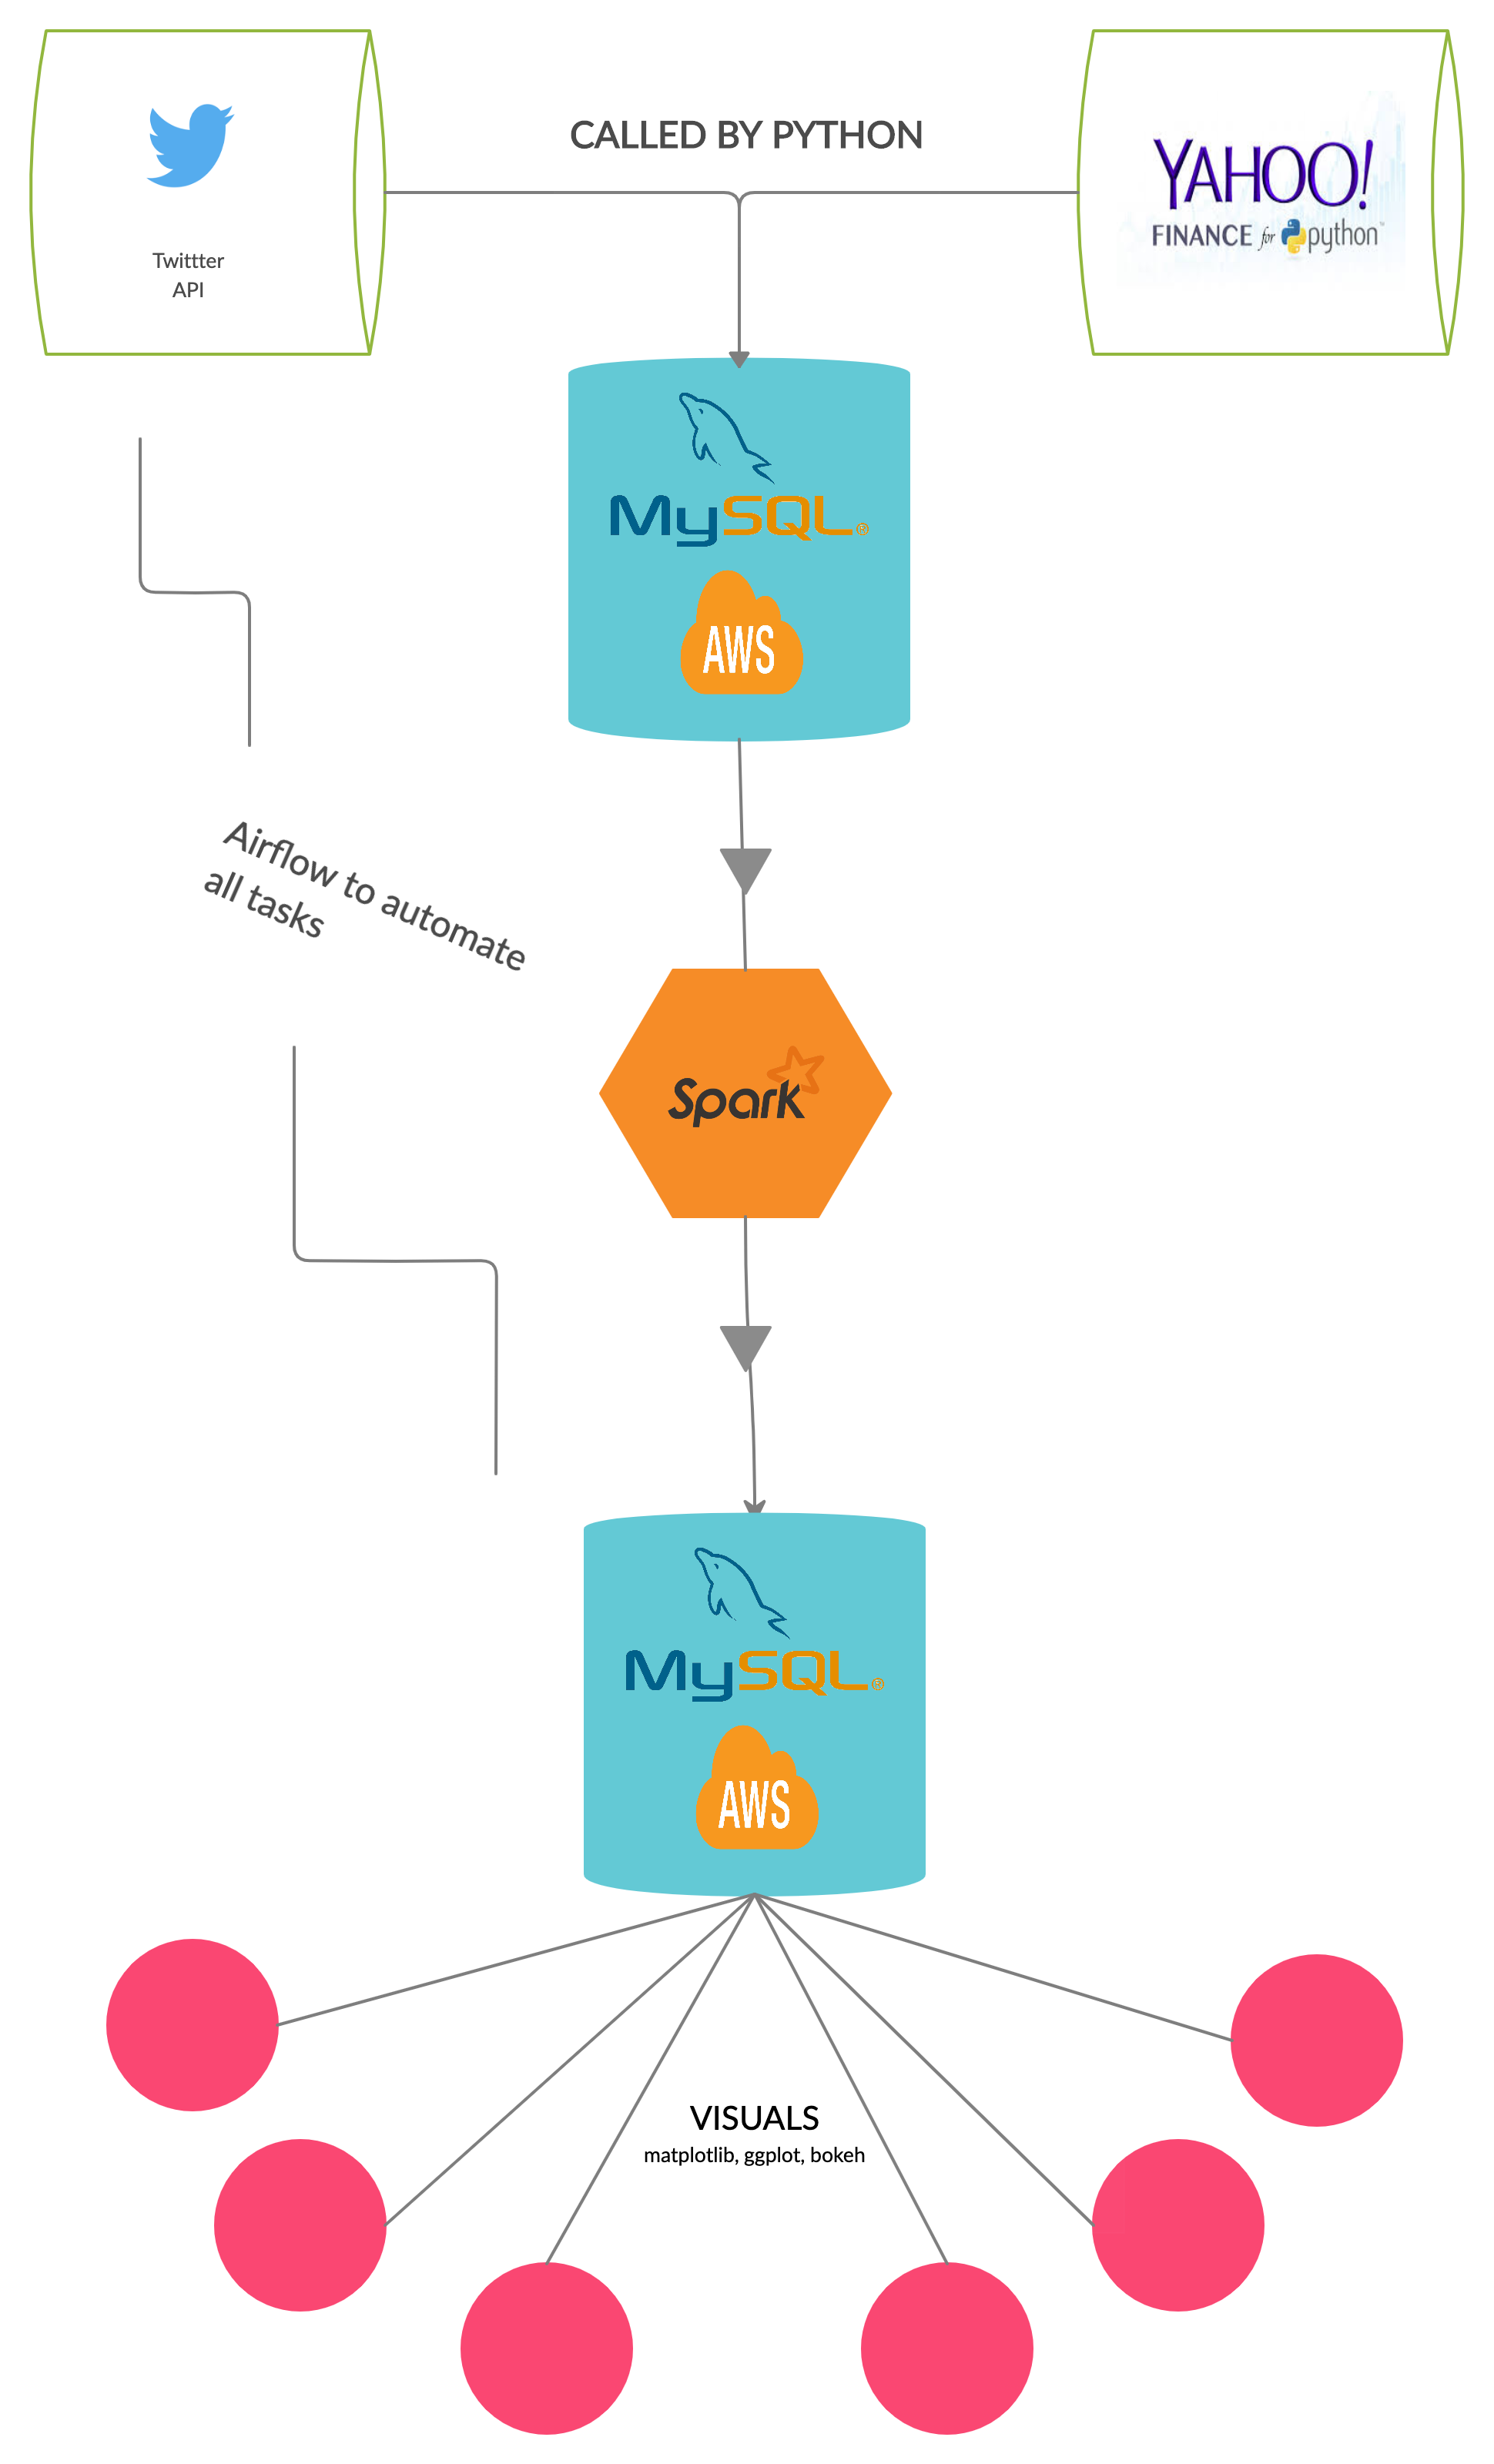 CALLED BY PYTHON
Twittter
API
YAHOO!
FINANCE for python™
MySQL®
AWS
Airflow to automate
all tasks
Spark
MySQL®
AWS
VISUALS
matplotlib, ggplot, bokeh